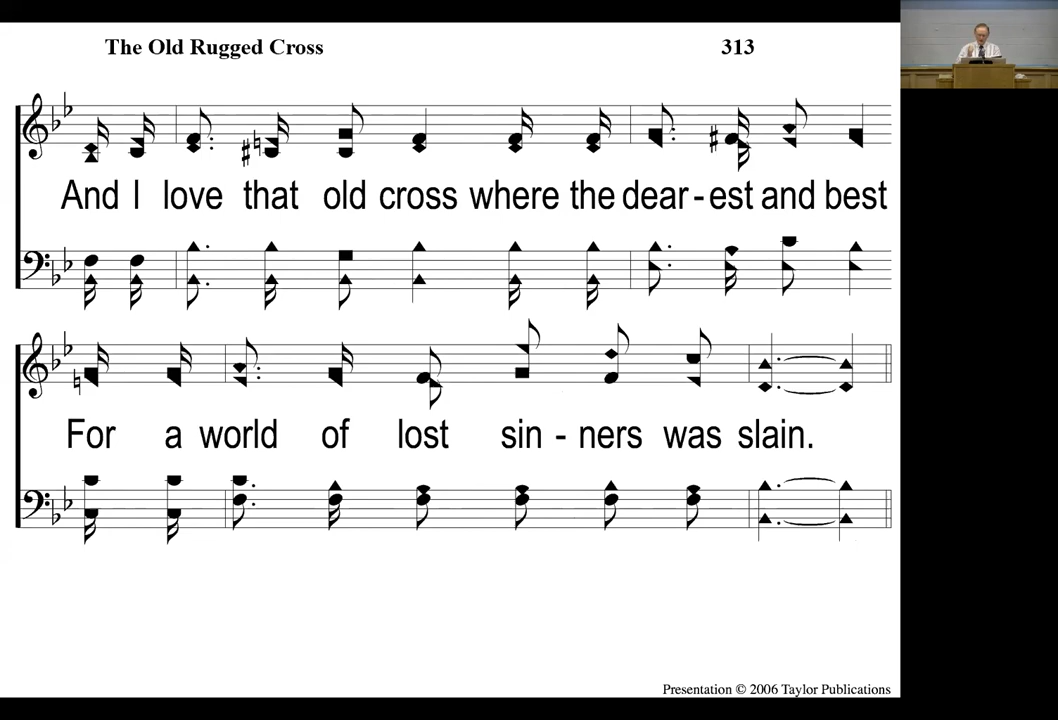 The Old Rugged Cross 313
And I love that old cross where the dear - est and best
For a world of lost sin - ners was slain.
Presentation © 2006 Taylor Publications